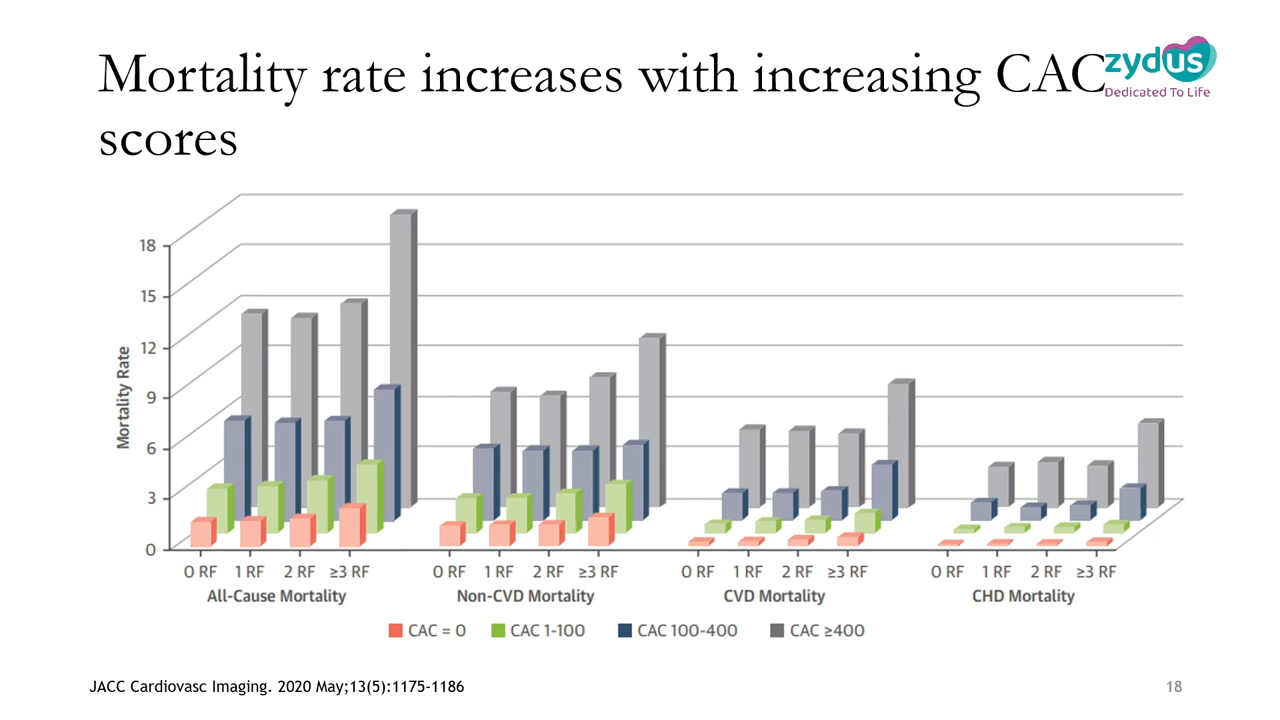 Mortality rate increases with increasing CAC
scores
zydus
Dedicated To Life
18
15
12
9
6
3
0
Mortality Rate
0 RF 1 RF 2 RF ≥3 RF 0 RF 1 RF 2 RF ≥3 RF 0 RF 1 RF 2 RF ≥3 RF 0 RF 1 RF 2 RF ≥3 RF
All-Cause Mortality Non-CVD Mortality CVD Mortality CHD Mortality
CAC = 0 CAC 1-100 CAC 100-400 CAC ≥400
JACC Cardiovasc Imaging. 2020 May;13(5):1175-1186
18